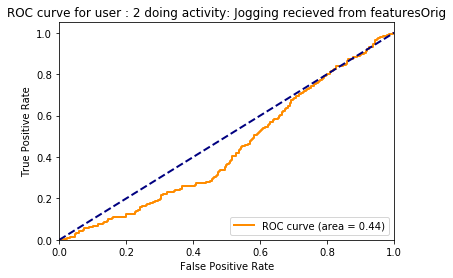 ROC curve for user : 2 doing activity: Jogging recieved from featuresOrig
True Positive Rate
1.0
0.8
0.6
0.4
0.2
0.0
ROC curve (area = 0.44)
0.0 0.2 0.4 0.6 0.8 1.0
False Positive Rate